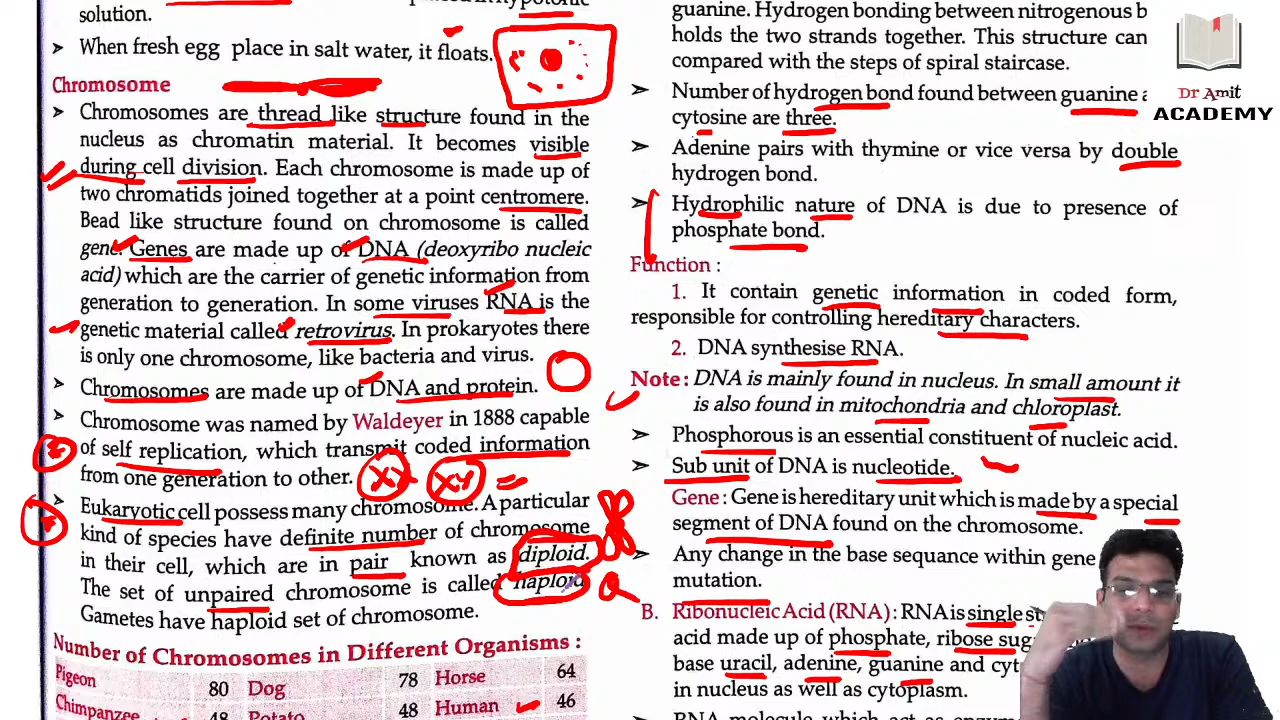 placed in hypotonic
solution.
➤ When fresh egg place in salt water, it floats.
Chromosome
➤ Chromosomes are thread like structure found in the
nucleus as chromatin material. It becomes visible
during cell division. Each chromosome is made up of
two chromatids joined together at a point centromere.
Bead like structure found on chromosome is called
gene. Genes are made up of DNA (deoxyribo nucleic
acid) which are the carrier of genetic information from
generation to generation. In some viruses RNA is the
genetic material called retrovirus. In prokaryotes there
is only one chromosome, like bacteria and virus.
➤ Chromosomes are made up of DNA and protein.
➤ Chromosome was named by Waldeyer in 1888 capable
of self replication, which transmit coded information
from one generation to other. XX XY =
➤ Eukaryotic cell possess many chromosome. A particular
kind of species have definite number of chromosome
in their cell, which are in pair known as diploid.
The set of unpaired chromosome is called haploid
Gametes have haploid set of chromosome.
Number of Chromosomes in Different Organisms :
Pigeon 80 Dog 78 Horse 64
Chimpanzee 48 Potato 48 Human 46
guanine. Hydrogen bonding between nitrogenous
holds the two strands together. This structure can
compared with the steps of spiral staircase.
➤ Number of hydrogen bond found between guanine
cytosine are three.
➤ Adenine pairs with thymine or vice versa by double
hydrogen bond.
➤ Hydrophilic nature of DNA is due to presence of
phosphate bond.
Function :
1. It contain genetic information in coded form,
responsible for controlling hereditary characters.
2. DNA synthesise RNA.
Note : DNA is mainly found in nucleus. In small amount it
is also found in mitochondria and chloroplast.
➤ Phosphorous is an essential constituent of nucleic acid.
➤ Sub unit of DNA is nucleotide.
Gene : Gene is hereditary unit which is made by a special
segment of DNA found on the chromosome.
➤ Any change in the base sequence within gene
mutation.
B. Ribonucleic Acid (RNA) : RNA is single
acid made up of phosphate, ribose
base uracil, adenine, guanine and
in nucleus as well as cytoplasm.
RNA molecule which act as
Dr Amit
ACADEMY